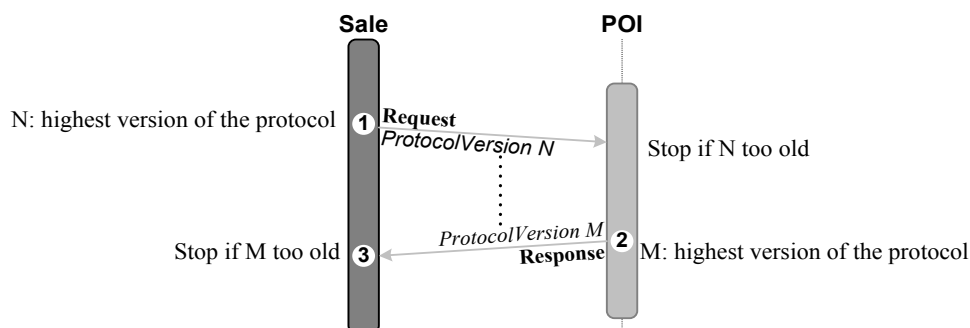 Sale
POI
N: highest version of the protocol
1
Request
ProtocolVersion N
Stop if N too old
ProtocolVersion M
Stop if M too old
3
Response
2
M: highest version of the protocol